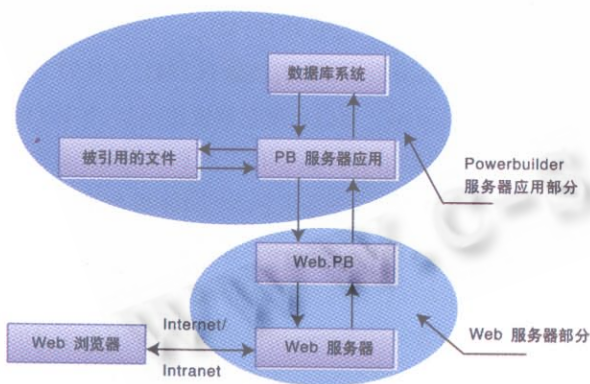 数据库系统
被引用的文件
PB 服务器应用
Powerbuilder
服务器应用部分
Web.PB
Internet/
Web 浏览器
Web 服务器
Web 服务器部分
Intranet